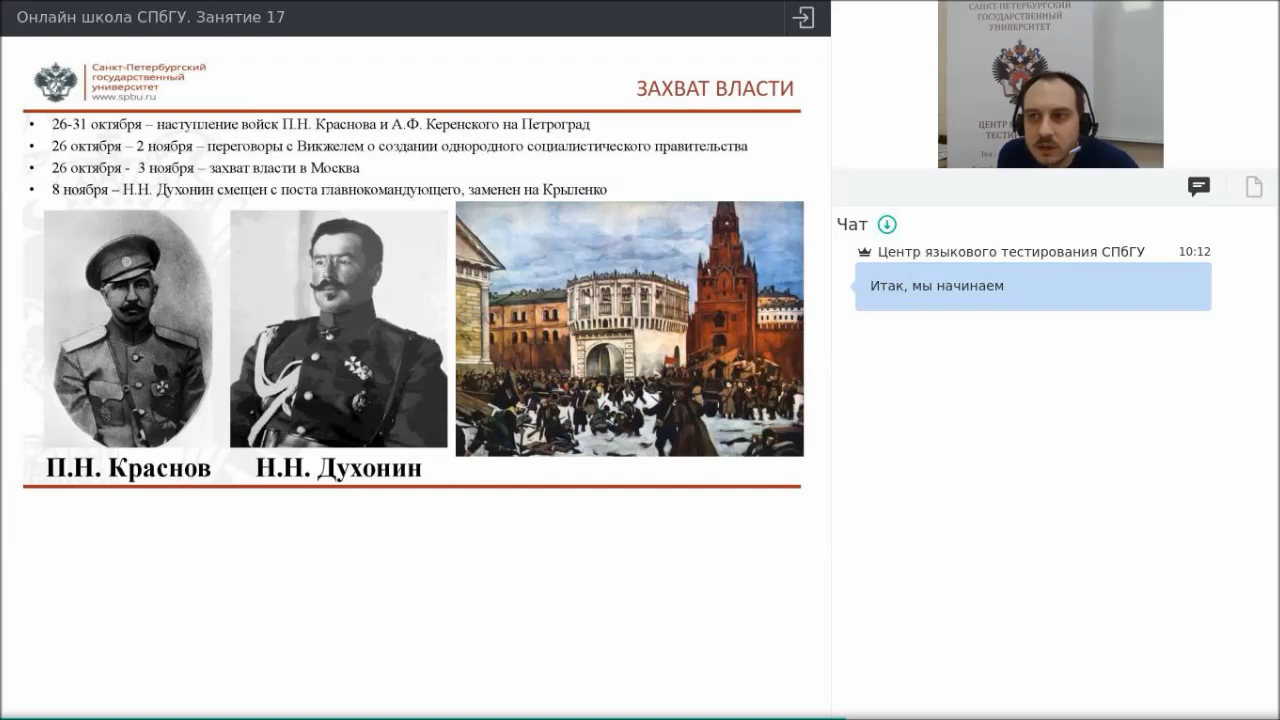 Онлайн школа СПбГУ. Занятие 17
Санкт-Петербургский
государственный
университет
www.spbu.ru
ЗАХВАТ ВЛАСТИ
• 26-31 октября – наступление войск П.Н. Краснова и А.Ф. Керенского на Петроград
• 26 октября – 2 ноября – переговоры с Викжелем о создании однородного социалистического правительства
• 26 октября - 3 ноября – захват власти в Москва
• 8 ноября – Н.Н. Духонин смещен с поста главнокомандующего, заменен на Крыленко
П.Н. Краснов
Н.Н. Духонин
САНКТ-ПЕТЕРБУРГСКИЙ
ГОСУДАРСТВЕННЫЙ
УНИВЕРСИТЕТ
Чат
Центр языкового тестирования СПбГУ 10:12
Итак, мы начинаем